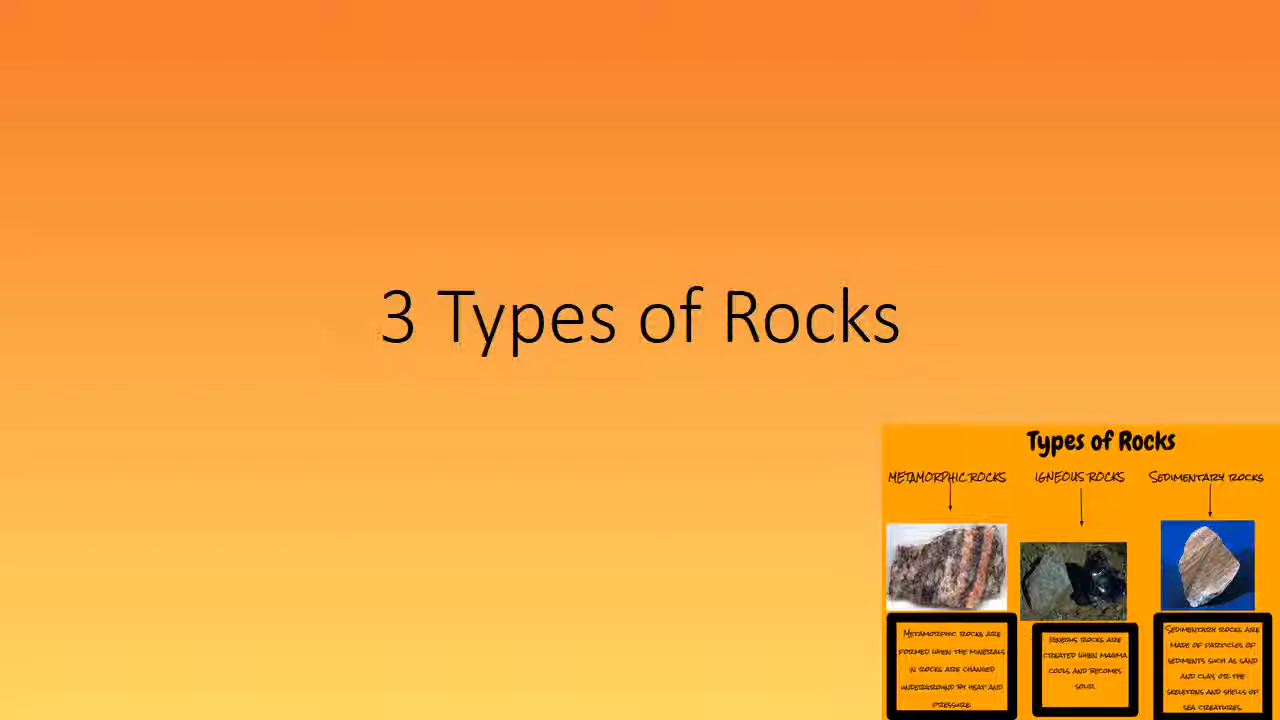 3 Types of Rocks
Types of Rocks
METAMORPHIC ROCKS
IGNEOUS ROCKS
SEDIMENTARY ROCKS
METAMORPHIC ROCKS ARE
FORMED WHEN THE MINERALS
IN ROCKS ARE CHANGED
UNDERGROUND BY HEAT AND
PRESSURE
IGNEOUS ROCKS ARE
CREATED WHEN MAGMA
COOLS AND BECOMES
SOLID.
SEDIMENTARY ROCKS ARE
MADE OF PARTICLES OF
SEDIMENTS SUCH AS SAND
AND CLAY, OR THE
SKELETONS AND SHELLS OF
SEA CREATURES.